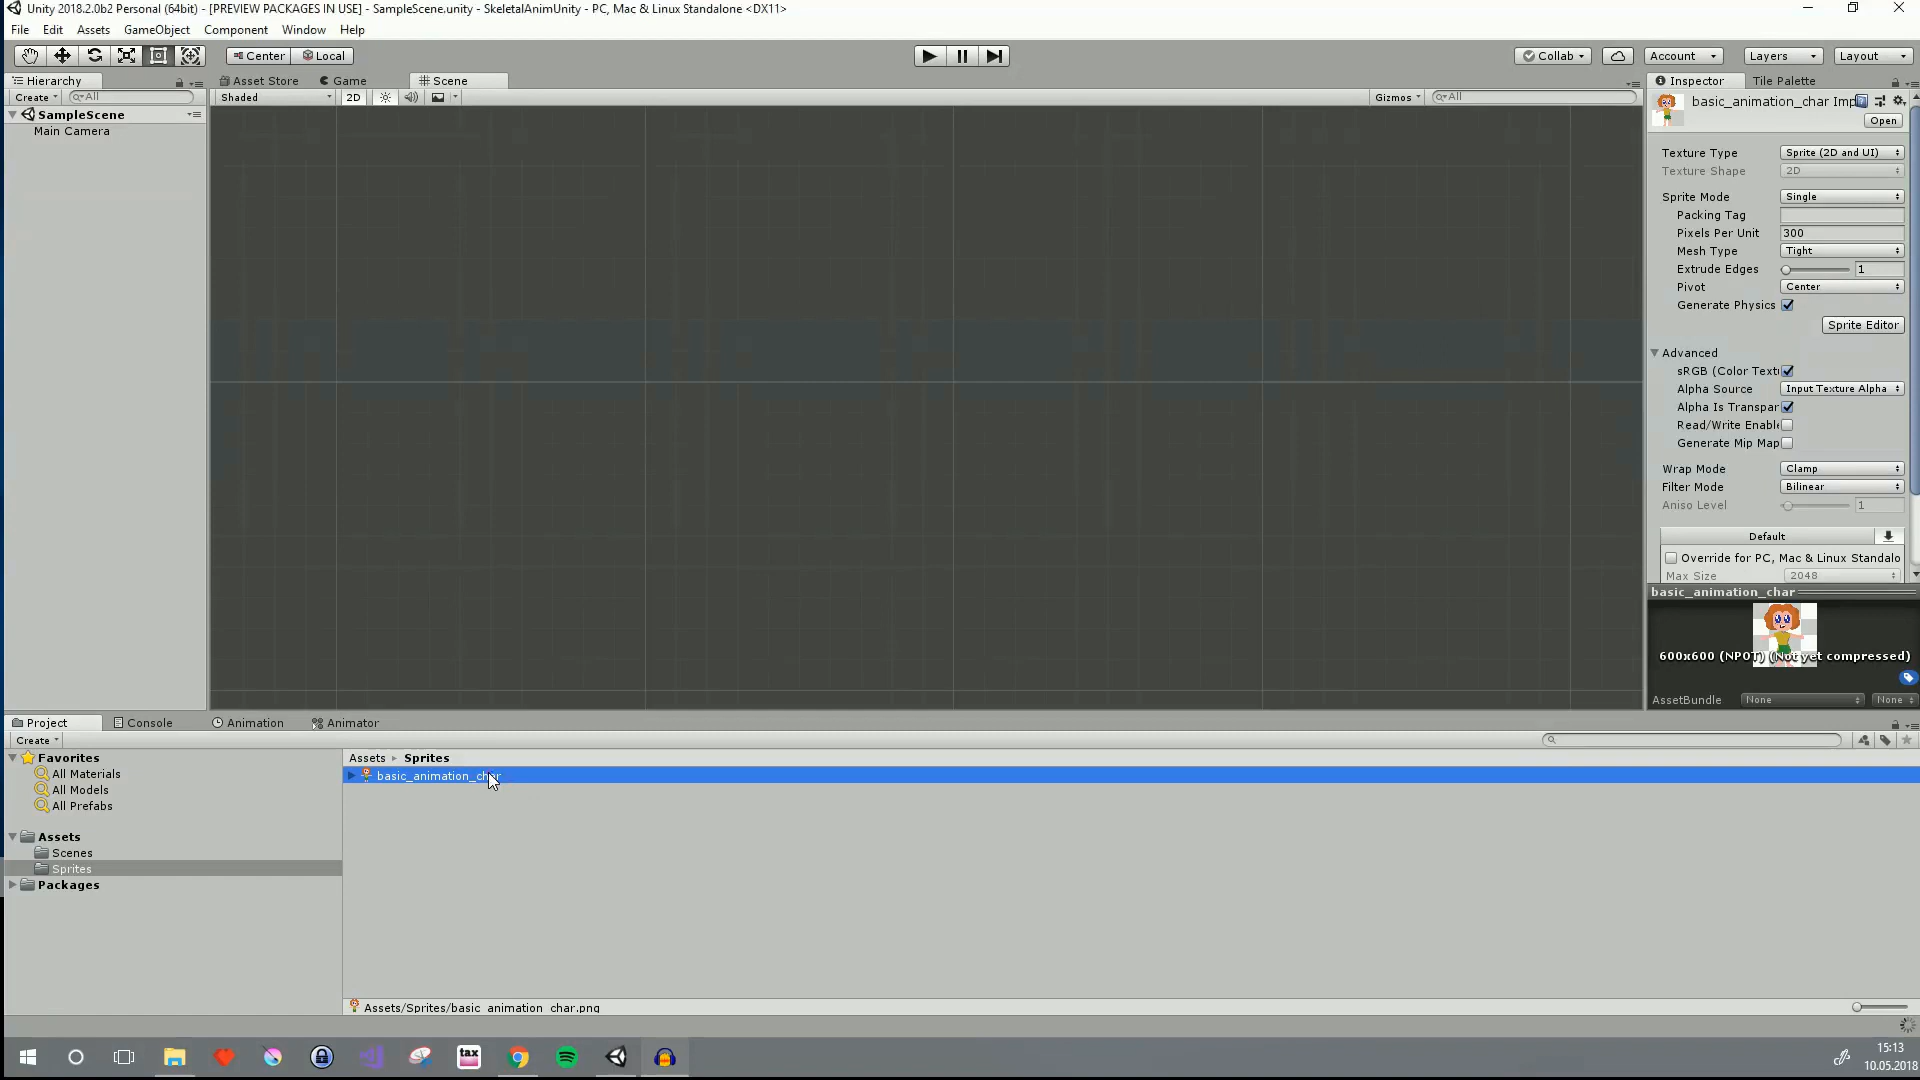 Unity 2018.2.0b2 Personal (64bit) - [PREVIEW PACKAGES IN USE] - SampleScene.unity - SkeletalAnimUnity - PC, Mac & Linux Standalone <DX11>
File Edit Assets GameObject Component Window Help
Center Local Collab Account Layers Layout
Hierarchy Asset Store Game Scene Inspector Tile Palette
Create All Shaded 2D Gizmos All
basic_animation_char Imp
Open
SampleScene
Main Camera
Texture Type Sprite (2D and UI)
Texture Shape 2D
Sprite Mode Single
Packing Tag
Pixels Per Unit 300
Mesh Type Tight
Extrude Edges 1
Pivot Center
Generate Physics
Sprite Editor
Advanced
sRGB (Color Text
Alpha Source Input Texture Alpha
Alpha Is Transpar
Read/Write Enable
Generate Mip Map
Wrap Mode Clamp
Filter Mode Bilinear
Aniso Level 1
Default
Override for PC, Mac & Linux Standalo
Max Size 2048
basic_animation_char
600x600 (NPOT) (Not yet compressed)
AssetBundle None None
Project Console Animation Animator
Create
Favorites
All Materials
All Models
All Prefabs
Assets
Scenes
Sprites
Packages
Assets Sprites
basic_animation_char
Assets/Sprites/basic_animation_char.png
tax
15:13
10.05.2018